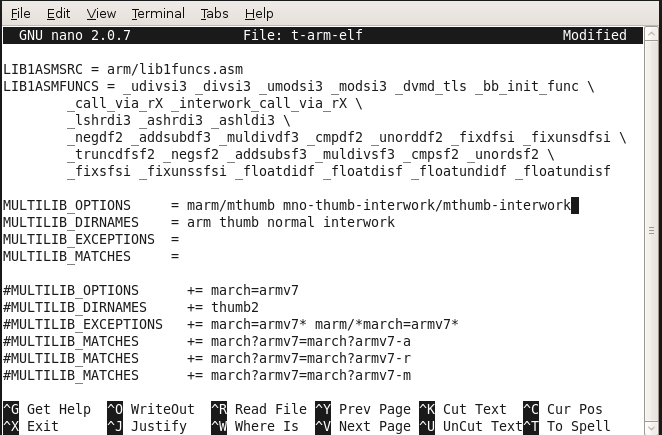 File Edit View Terminal Tabs Help
GNU nano 2.0.7 File: t-arm-elf Modified
LIB1ASMSRC = arm/lib1funcs.asm
LIB1ASMFUNCS = _udivsi3 _divsi3 _umodsi3 _modsi3 _dvmd_tls _bb_init_func \
_call_via_rX _interwork_call_via_rX \
_lshrdi3 _ashrdi3 _ashldi3 \
_negdf2 _addsubdf3 _muldivdf3 _cmpdf2 _unorddf2 _fixdfsi _fixunsdfsi \
_truncdfsf2 _negsf2 _addsubsf3 _muldivsf3 _cmpsf2 _unordsf2 \
_fixsfsi _fixunssfsi _floatdidf _floatdisf _floatundidf _floatundisf
MULTILIB_OPTIONS = marm/mthumb mno-thumb-interwork/mthumb-interwork
MULTILIB_DIRNAMES = arm thumb normal interwork
MULTILIB_EXCEPTIONS =
MULTILIB_MATCHES =
#MULTILIB_OPTIONS += march=armv7
#MULTILIB_DIRNAMES += thumb2
#MULTILIB_EXCEPTIONS += march=armv7* marm/*march=armv7*
#MULTILIB_MATCHES += march?armv7=march?armv7-a
#MULTILIB_MATCHES += march?armv7=march?armv7-r
#MULTILIB_MATCHES += march?armv7=march?armv7-m
^G Get Help ^O WriteOut ^R Read File ^Y Prev Page ^K Cut Text ^C Cur Pos
^X Exit ^J Justify ^W Where Is ^V Next Page ^U UnCut Text ^T To Spell